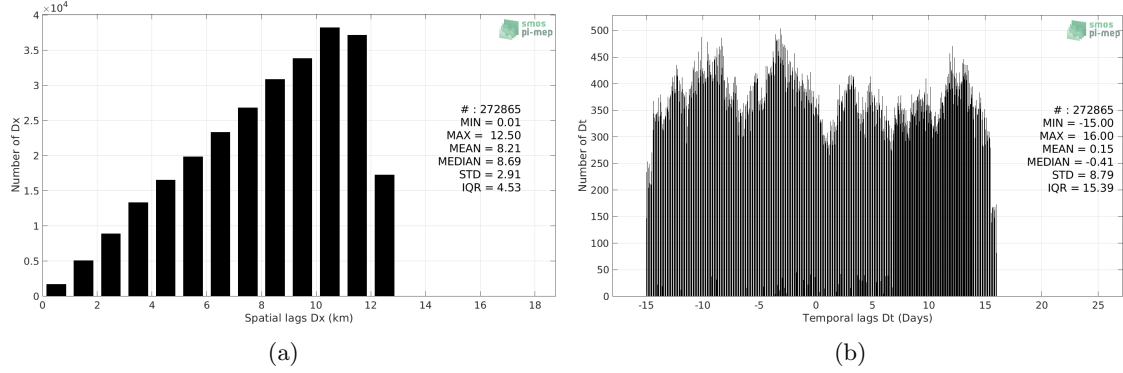 ×10⁴
4
3.5
3
2.5
2
1.5
1
0.5
0
Number of Dx
0 2 4 6 8 10 12 14 16 18
Spatial lags Dx (km)
smos
pi-mep
# : 272865
MIN = 0.01
MAX = 12.50
MEAN = 8.21
MEDIAN = 8.69
STD = 2.91
IQR = 4.53
(a)
500
450
400
350
300
250
200
150
100
50
0
Number of Dt
-15 -10 -5 0 5 10 15 20 25
Temporal lags Dt (Days)
smos
pi-mep
# : 272865
MIN = -15.00
MAX = 16.00
MEAN = 0.15
MEDIAN = -0.41
STD = 8.79
IQR = 15.39
(b)